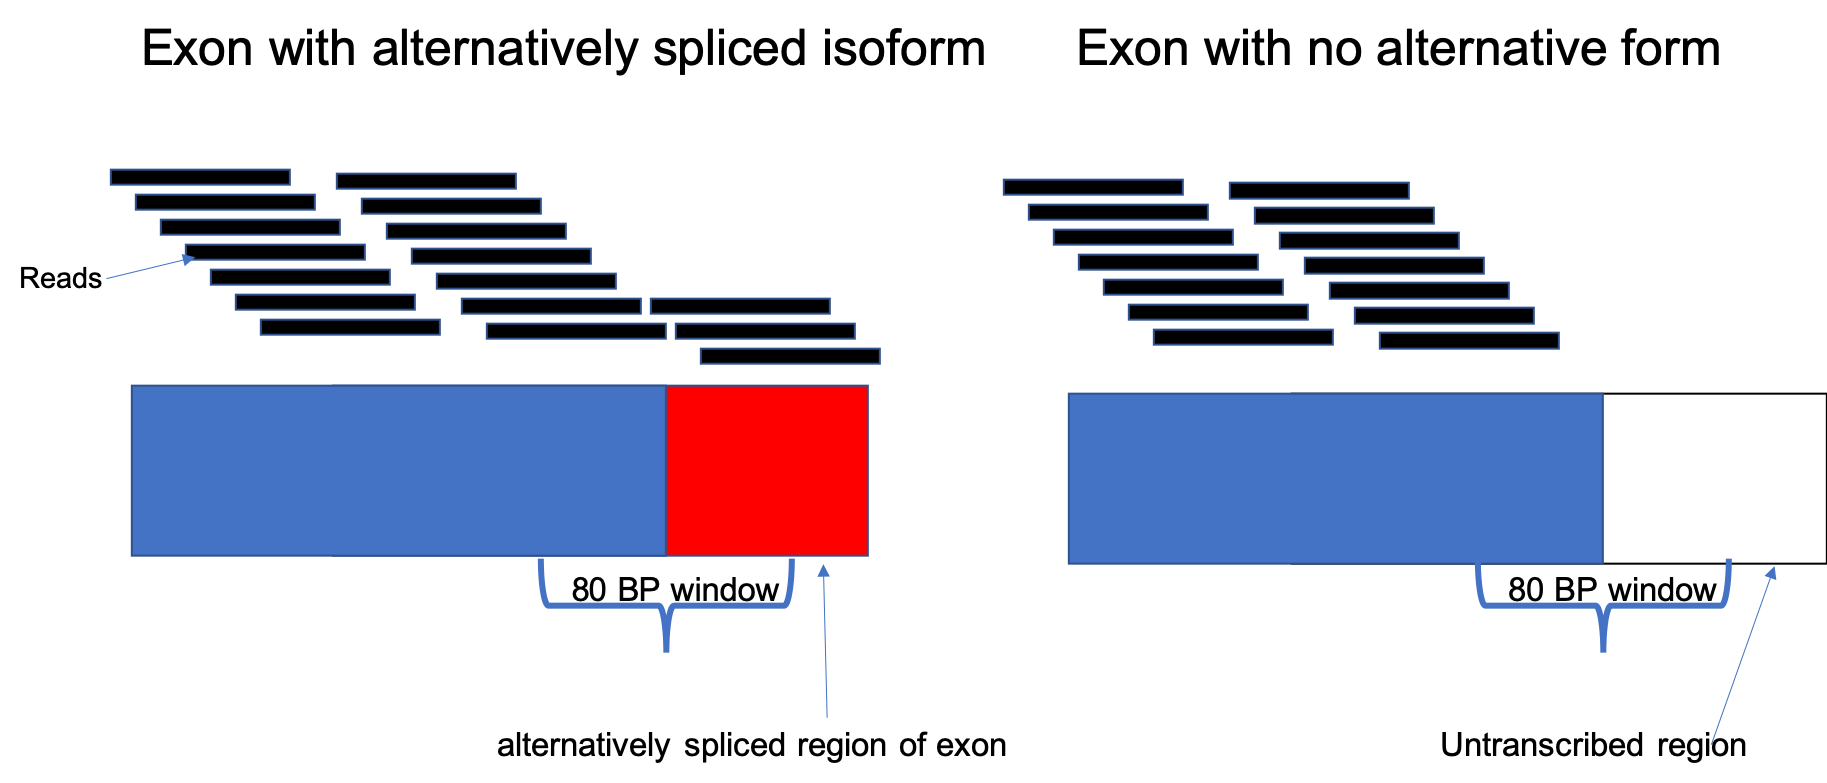 Exon with alternatively spliced isoform
Exon with no alternative form
Reads
80 BP window
80 BP window
alternatively spliced region of exon
Untranscribed region